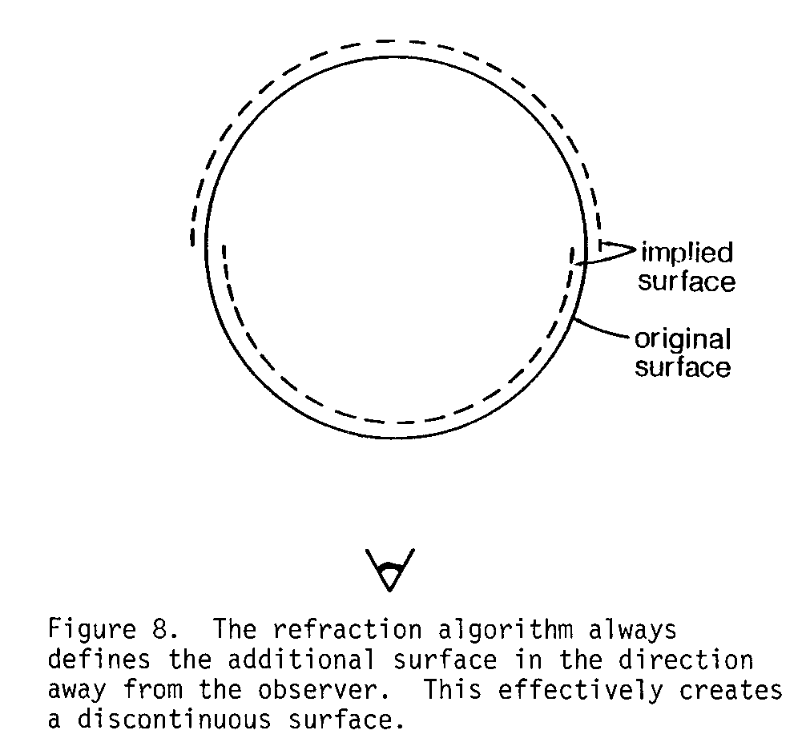 implied
surface
original
surface
Figure 8. The refraction algorithm always
defines the additional surface in the direction
away from the observer. This effectively creates
a discontinuous surface.